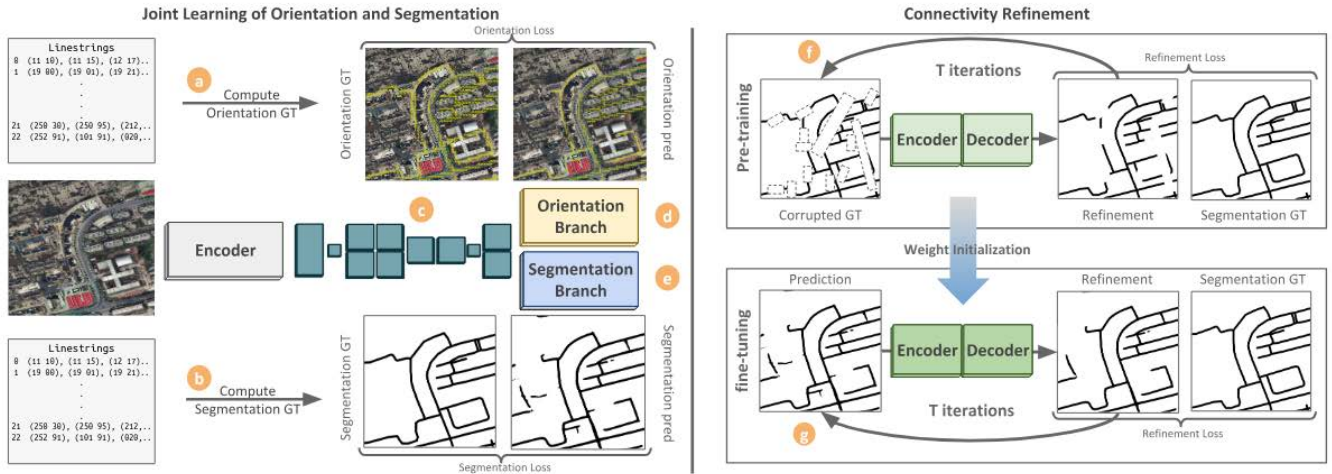 Joint Learning of Orientation and Segmentation
Linestrings
0 (11 10), (11 15), (12 17)..
1 (19 00), (19 01), (19 21)..
.
.
.
.
21 (250 30), (250 95), (212,..
22 (252 91), (101 91), (020,..
a
Compute
Orientation GT
Orientation Loss
Orientation GT
Orientation pred
Encoder
c
Orientation
Branch
d
Segmentation
Branch
e
Linestrings
0 (11 10), (11 15), (12 17)..
1 (19 00), (19 01), (19 21)..
.
.
.
.
21 (250 30), (250 95), (212,..
22 (252 91), (101 91), (020,..
b
Compute
Segmentation GT
Segmentation GT
Segmentation pred
Segmentation Loss
Connectivity Refinement
Pre-training
f
T iterations
Refinement Loss
Encoder
Decoder
Corrupted GT
Refinement
Segmentation GT
Weight Initialization
fine-tuning
Prediction
Refinement
Segmentation GT
Encoder
Decoder
T iterations
g
Refinement Loss